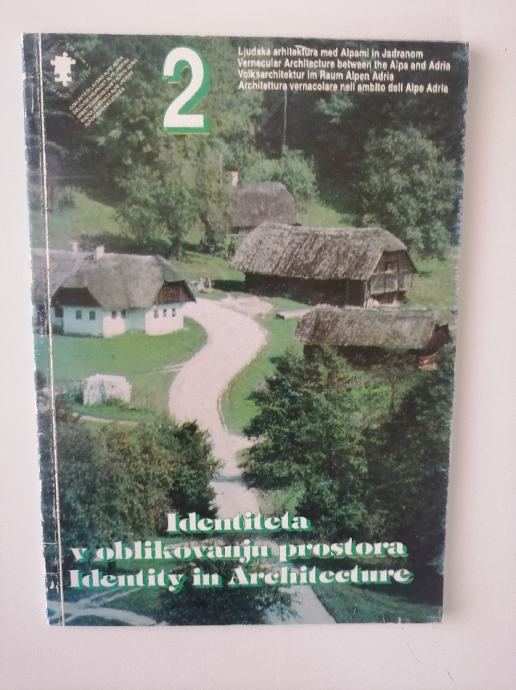 2
Ljudska arhitektura med Alpami in Jadranom
Vernacular Architecture between the Alpa and Adria
Volksarchitektur im Raum Alpen Adria
Architettura vernacolare nell ambito dell Alpe Adria
Identiteta
v oblikovanju prostora
Identity in Architecture